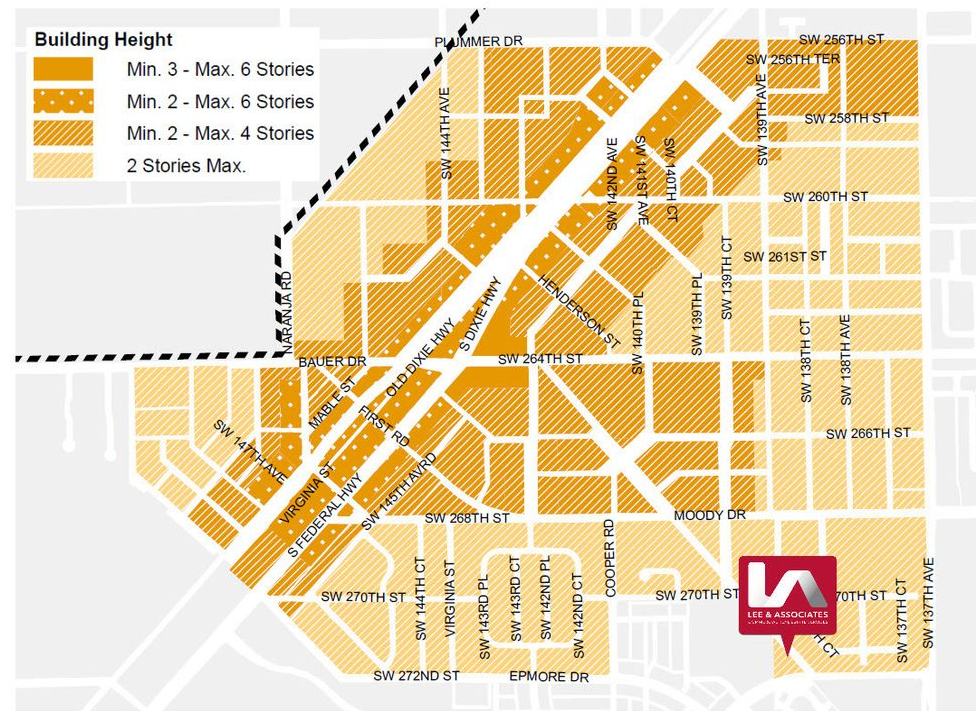 Building Height
Min. 3 - Max. 6 Stories
Min. 2 - Max. 6 Stories
Min. 2 - Max. 4 Stories
2 Stories Max.
PLUMMER DR
SW 256TH ST
SW 256TH TER
SW 144TH AVE
SW 139TH AVE
SW 258TH ST
SW 142ND AVE
SW 141ST AVE
SW 140TH CT
SW 260TH ST
SW 261ST ST
SW 139TH CT
NARANJA RD
S DIXIE HWY
HENDERSON ST
SW 140TH PL
SW 139TH PL
OLD DIXIE HWY
SW 138TH CT
SW 138TH AVE
BAUER DR
SW 264TH ST
MABLE ST
FIRST RD
SW 147TH AVE
SW 266TH ST
VIRGINIA ST
SW 145TH AVRD
S FEDERAL HWY
SW 268TH ST
MOODY DR
COOPER RD
SW 144TH CT
VIRGINIA ST
SW 143RD PL
SW 143RD CT
SW 142ND PL
SW 142ND CT
SW 137TH CT
SW 137TH AVE
SW 270TH ST
SW 270TH ST
70TH ST
LEE & ASSOCIATES
H CT
SW 272ND ST
EPMORE DR